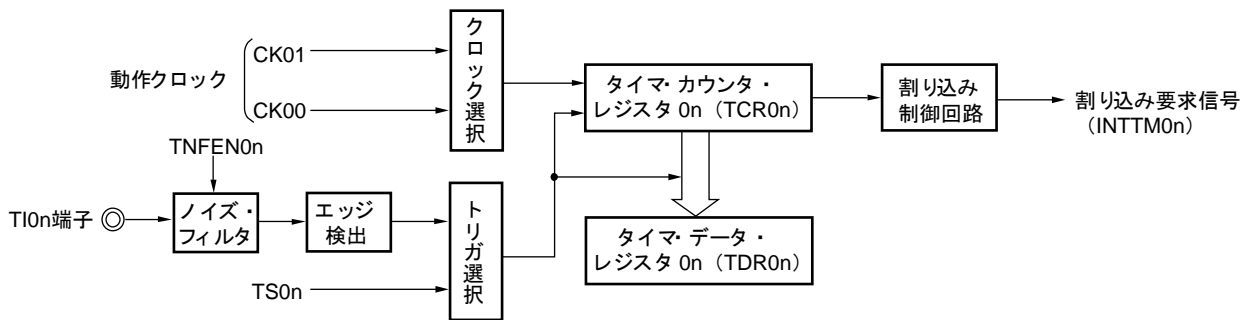 動作クロック
CK01
CK00
クロック選択
タイマ・カウンタ・
レジスタ 0n（TCR0n）
割り込み
制御回路
割り込み要求信号
（INTTM0n）
TNFEN0n
TI0n端子
ノイズ・
フィルタ
エッジ
検出
TS0n
トリガ選択
タイマ・データ・
レジスタ 0n（TDR0n）